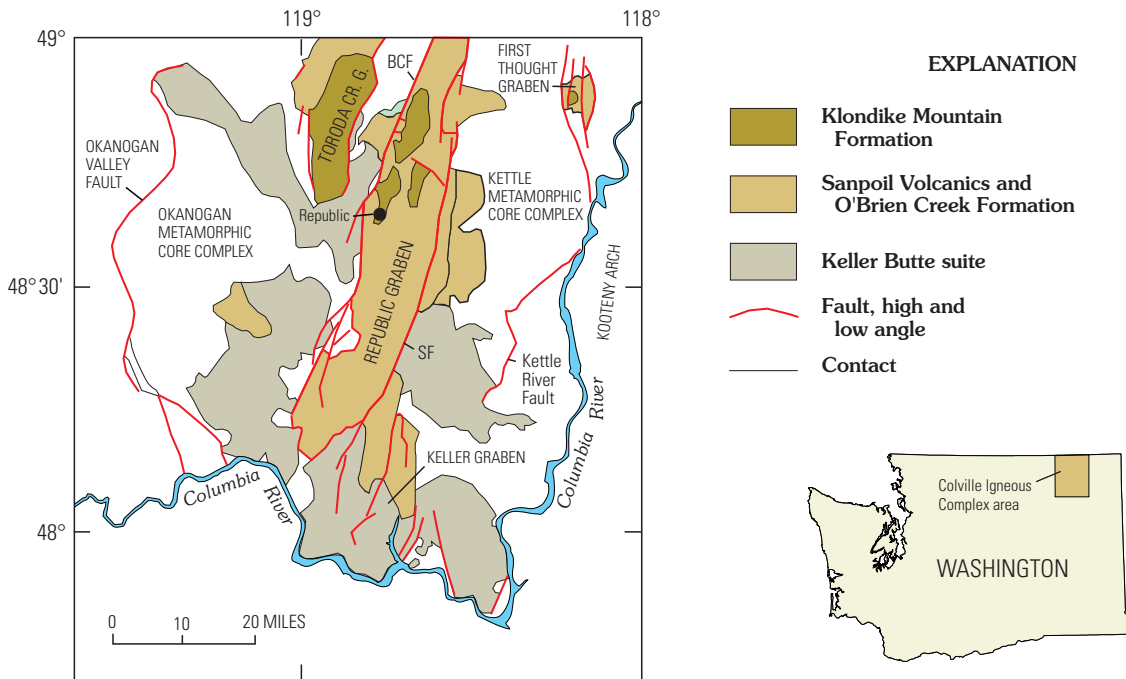 119°
118°
49°
48° 30'
48°
BCF
FIRST
THOUGHT
GRABEN
TORODA CR. G.
OKANOGAN
VALLEY
FAULT
OKANOGAN
METAMORPHIC
CORE COMPLEX
Republic
KETTLE
METAMORPHIC
CORE COMPLEX
REPUBLIC GRABEN
KOOTENY ARCH
SF
Kettle
River
Fault
Columbia River
KELLER GRABEN
Columbia
River
0 10 20 MILES
EXPLANATION
Klondike Mountain
Formation
Sanpoil Volcanics and
O'Brien Creek Formation
Keller Butte suite
Fault, high and
low angle
Contact
Colville Igneous
Complex area
WASHINGTON